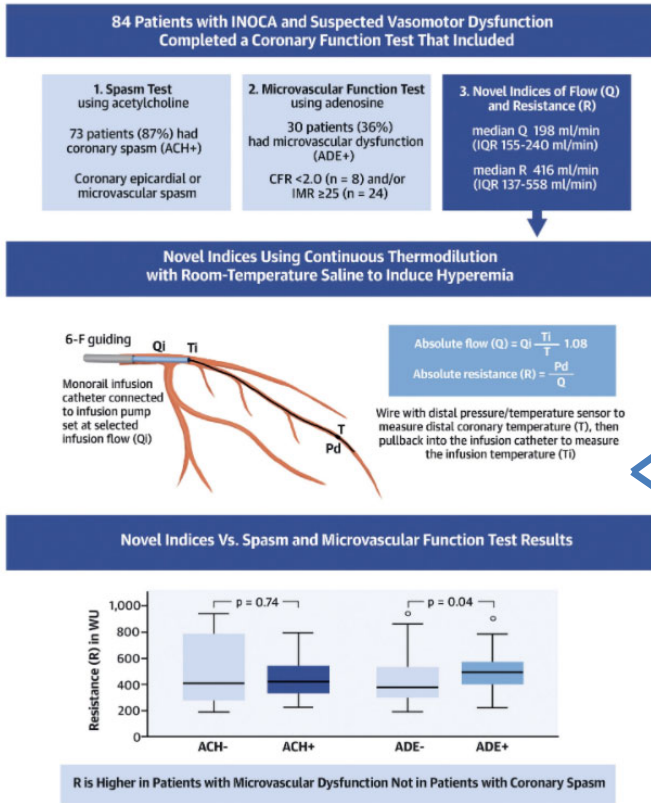 84 Patients with INOCA and Suspected Vasomotor Dysfunction
Completed a Coronary Function Test That Included
1. Spasm Test
using acetylcholine
73 patients (87%) had
coronary spasm (ACH+)
Coronary epicardial or
microvascular spasm
2. Microvascular Function Test
using adenosine
30 patients (36%)
had microvascular dysfunction
(ADE+)
CFR <2.0 (n = 8) and/or
IMR ≥25 (n = 24)
3. Novel Indices of Flow (Q)
and Resistance (R)
median Q 198 ml/min
(IQR 155-240 ml/min)
median R 416 ml/min
(IQR 137-558 ml/min)
Novel Indices Using Continuous Thermodilution
with Room-Temperature Saline to Induce Hyperemia
6-F guiding
Qi
Ti
Monorail infusion
catheter connected
to infusion pump
set at selected
infusion flow (Qi)
T
Pd
Absolute flow (Q) = Qi Ti/T 1.08
Absolute resistance (R) = Pd/Q
Wire with distal pressure/temperature sensor to
measure distal coronary temperature (T), then
pullback into the infusion catheter to measure
the infusion temperature (Ti)
Novel Indices Vs. Spasm and Microvascular Function Test Results
Resistance (R) in WU
1,000
800
600
400
200
0
p = 0.74
p = 0.04
ACH-
ACH+
ADE-
ADE+
R is Higher in Patients with Microvascular Dysfunction Not in Patients with Coronary Spasm